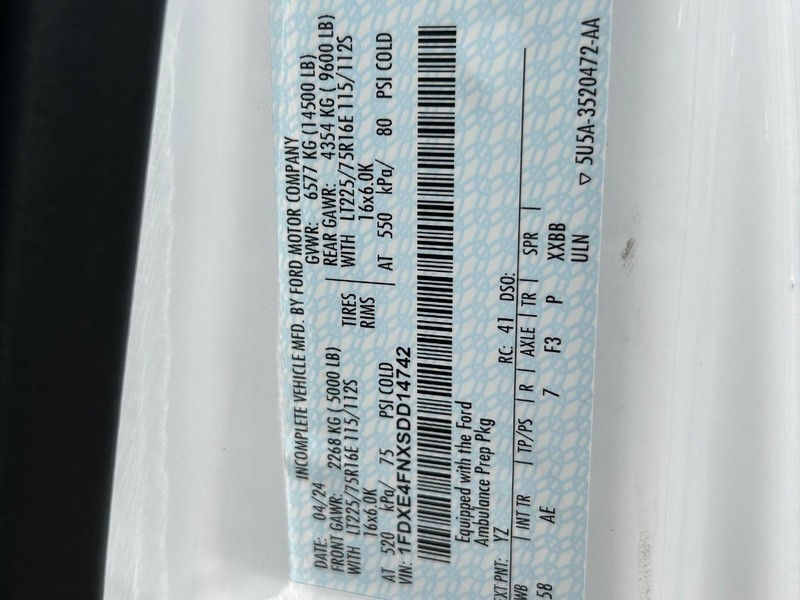 INCOMPLETE VEHICLE MFD. BY FORD MOTOR COMPANY
DATE: 04/24 GVWR: 6577 KG (14500 LB)
FRONT GAWR: 2268 KG ( 5000 LB) REAR GAWR: 4354 KG ( 9600 LB)
WITH LT225/75R16E 115/112S TIRES WITH LT225/75R16E 115/112S
16x6.0K RIMS 16x6.0K
AT 520 kPa/ 75 PSI COLD AT 550 kPa/ 80 PSI COLD
VIN: 1FDXE4FNXSDD14742
Equipped with the Ford
Ambulance Prep Pkg
EXT PNT: YZ RC: 41 DSO:
WB INT TR TP/PS R AXLE TR SPR
58 AE 7 F3 P XXBB
ULN
▽ 5U5A-3520472-AA